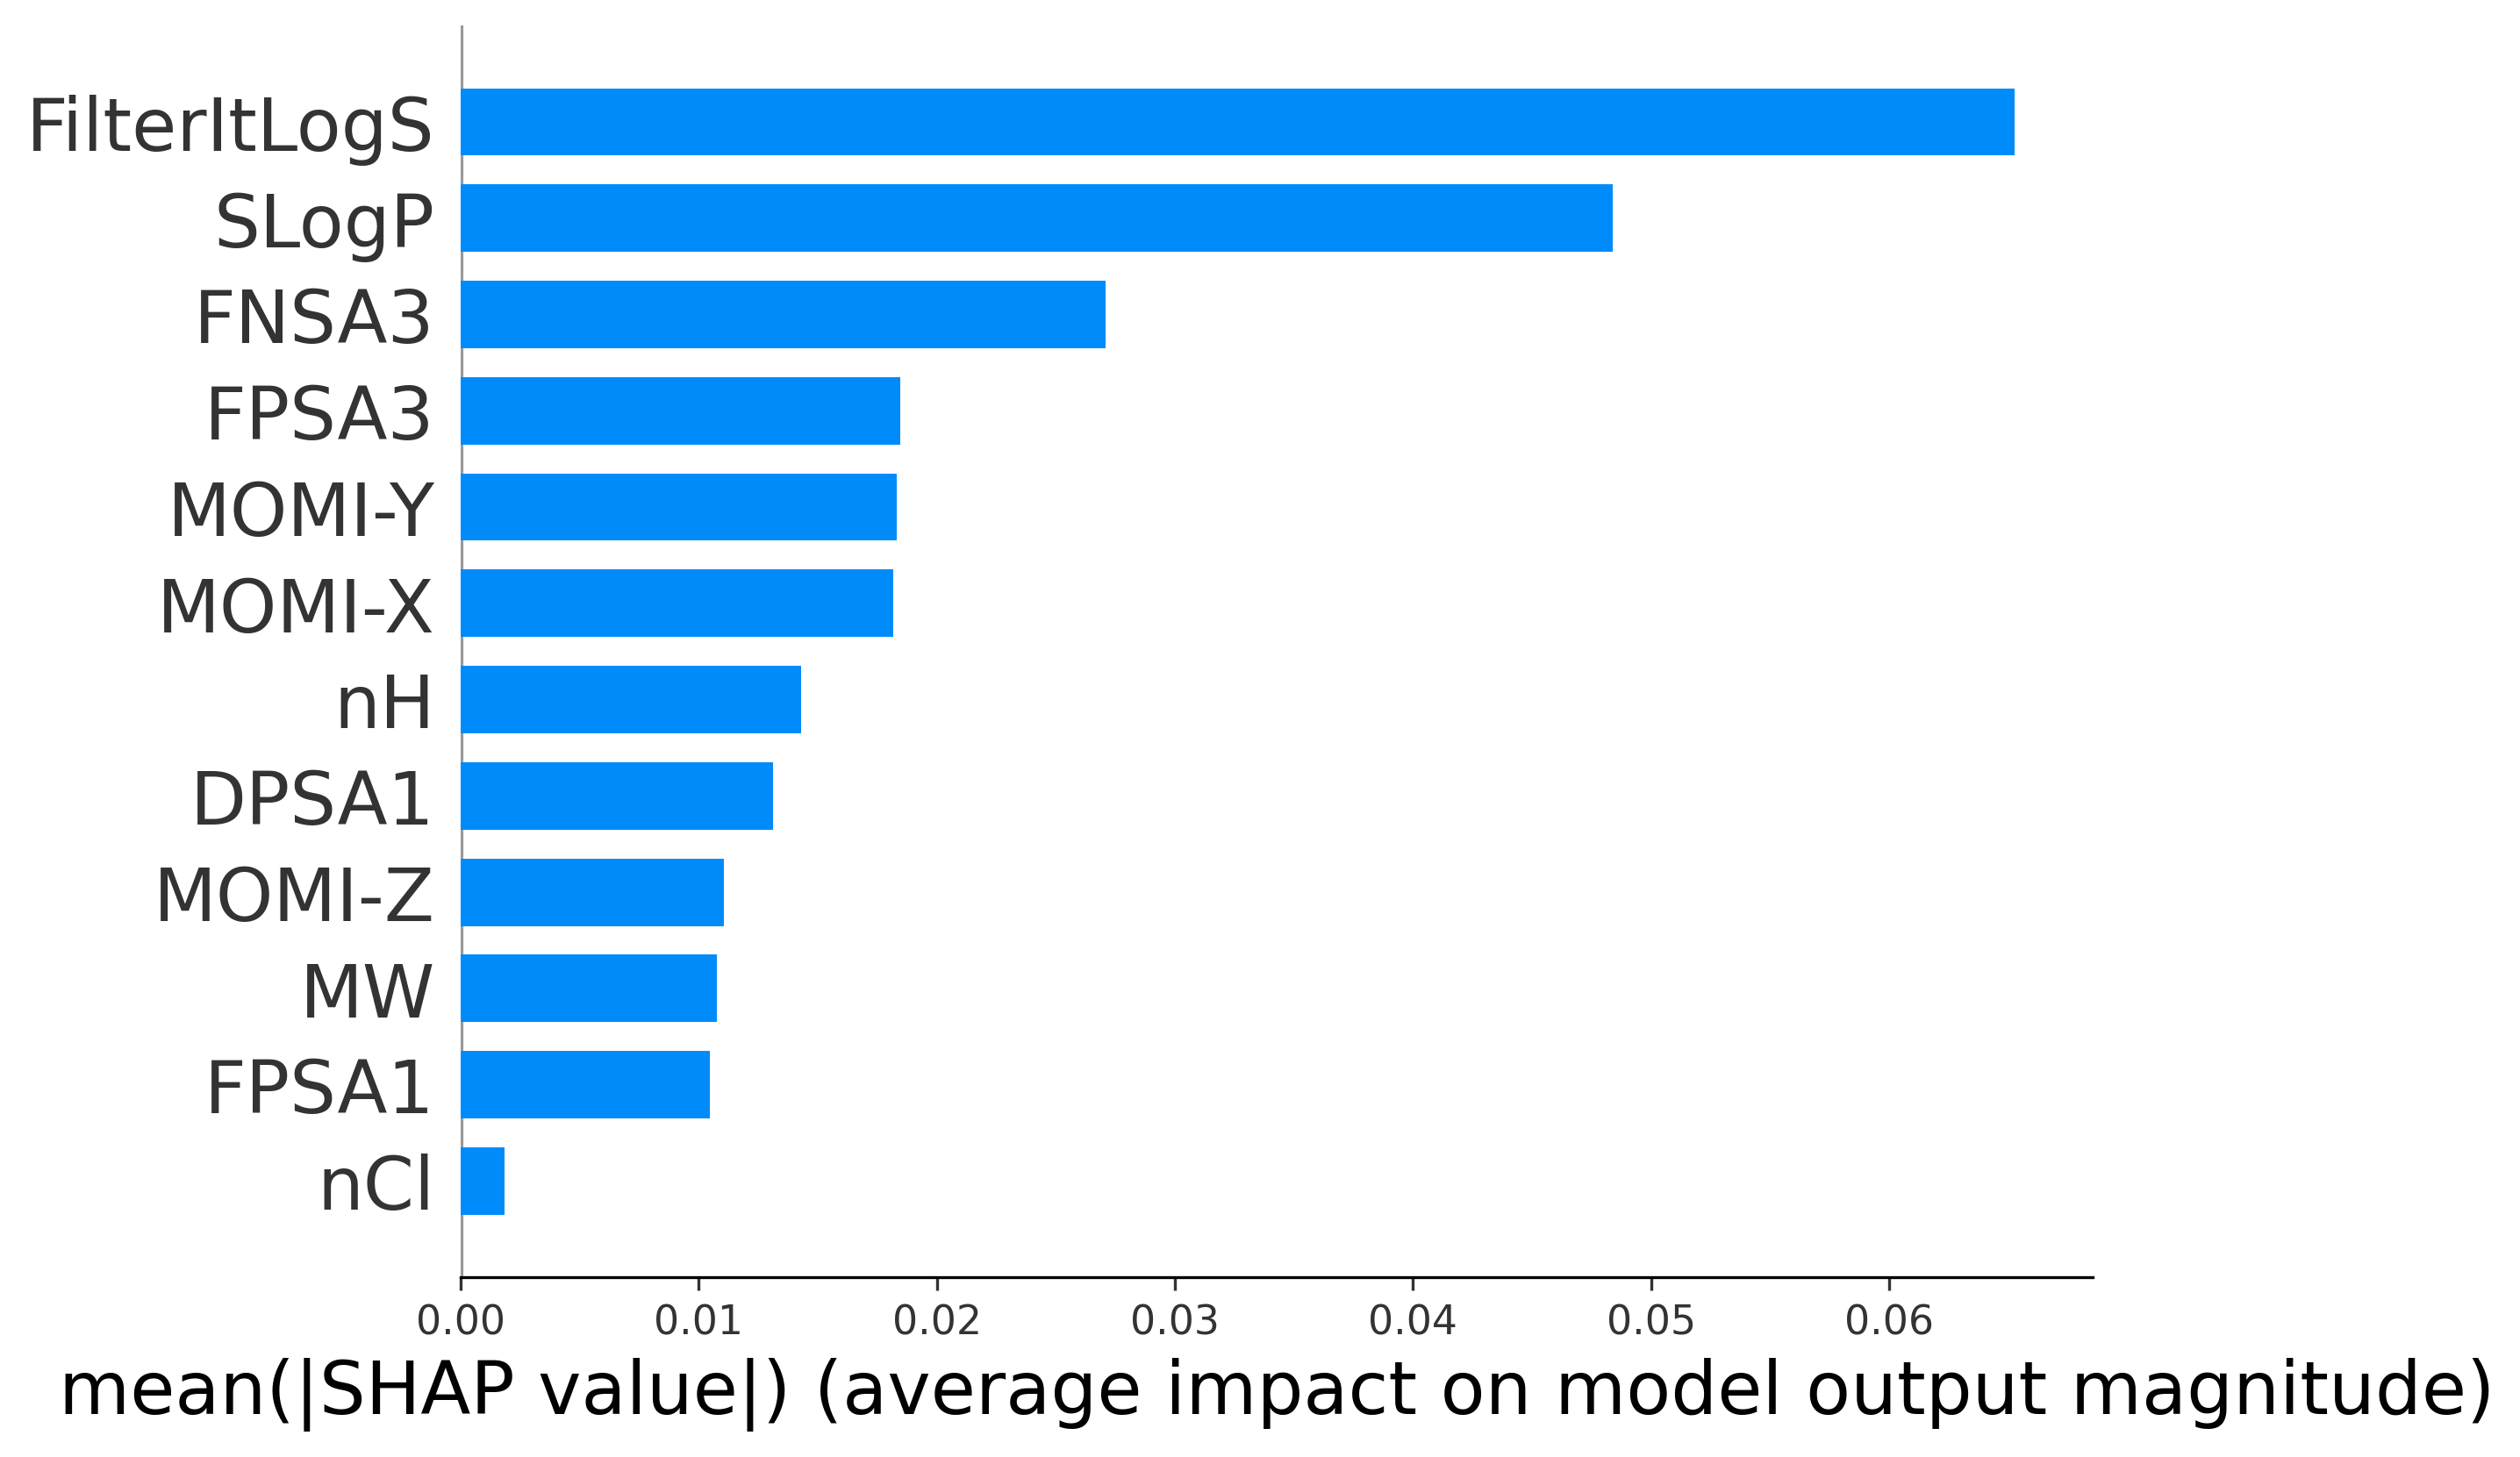 FilterItLogS
SLogP
FNSA3
FPSA3
MOMI-Y
MOMI-X
nH
DPSA1
MOMI-Z
MW
FPSA1
nCl
0.00 0.01 0.02 0.03 0.04 0.05 0.06
mean(|SHAP value|) (average impact on model output magnitude)